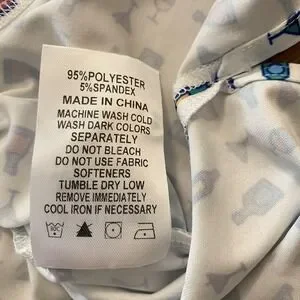 95%POLYESTER
5%SPANDEX
MADE IN CHINA
MACHINE WASH COLD
WASH DARK COLORS
SEPARATELY
DO NOT BLEACH
DO NOT USE FABRIC
SOFTENERS
TUMBLE DRY LOW
REMOVE IMMEDIATELY
COOL IRON IF NECESSARY